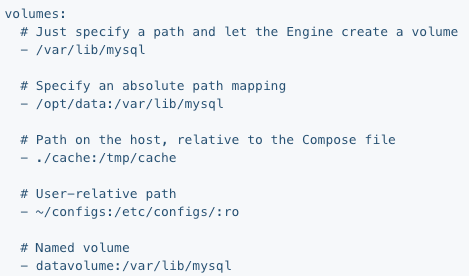 volumes:
  # Just specify a path and let the Engine create a volume
  - /var/lib/mysql

  # Specify an absolute path mapping
  - /opt/data:/var/lib/mysql

  # Path on the host, relative to the Compose file
  - ./cache:/tmp/cache

  # User-relative path
  - ~/configs:/etc/configs/:ro

  # Named volume
  - datavolume:/var/lib/mysql